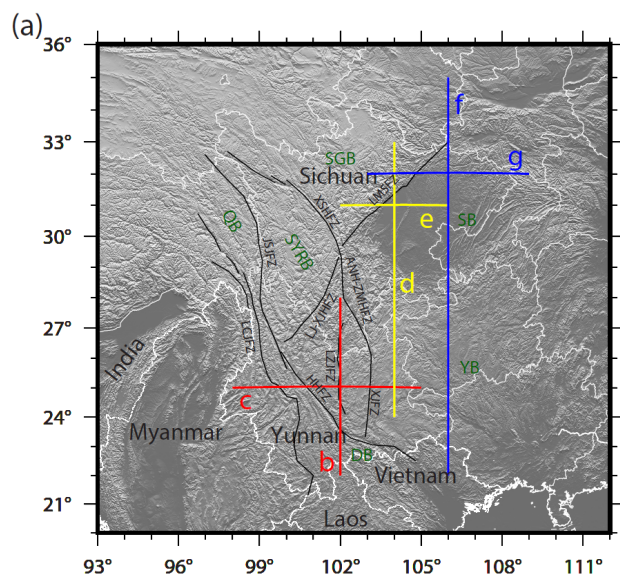 (a)
36°
33°
30°
27°
24°
21°
f
g
SGB
Sichuan
LMSFZ
XSHFZ
QB
SYRB
SB
e
JSJFZ
ANH-ZMHFZ
d
LJ-XJHFZ
LCJFZ
India
LZJFZ
YB
HHFZ
c
XJFZ
Myanmar
Yunnan
b
DB
Vietnam
Laos
93° 96° 99° 102° 105° 108° 111°